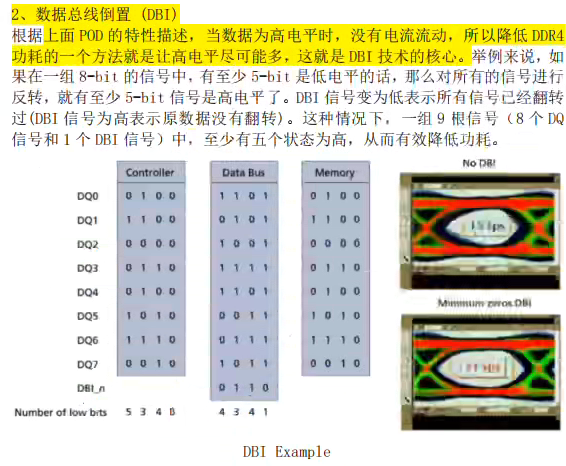 2、数据总线倒置 (DBI)
根据上面 POD 的特性描述，当数据为高电平时，没有电流流动，所以降低 DDR4
功耗的一个方法就是让高电平尽可能多，这就是 DBI 技术的核心。举例来说，如
果在一组 8-bit 的信号中，有至少 5-bit 是低电平的话，那么对所有的信号进行
反转，就有至少 5-bit 信号是高电平了。DBI 信号变为低表示所有信号已经翻转
过(DBI 信号为高表示原数据没有翻转)。这种情况下，一组 9 根信号（8 个 DQ
信号和 1 个 DBI 信号）中，至少有五个状态为高，从而有效降低功耗。
Controller Data Bus Memory
DQ0 0 1 0 0 1 1 0 1 0 1 0 0
DQ1 1 1 0 0 0 1 0 1 1 1 0 0
DQ2 0 0 0 0 1 0 0 1 0 0 0 0
DQ3 0 1 1 0 1 1 1 1 0 1 1 0
DQ4 0 1 0 0 1 1 0 1 0 1 0 0
DQ5 1 0 1 0 0 0 1 1 1 0 1 0
DQ6 1 1 1 0 0 1 1 1 1 1 1 0
DQ7 0 0 1 0 1 0 1 1 0 0 1 0
DBI_n 0 1 1 0
Number of low bits 5 3 4 8 4 3 4 1
No DBI
Minimum zeros DBI
DBI Example